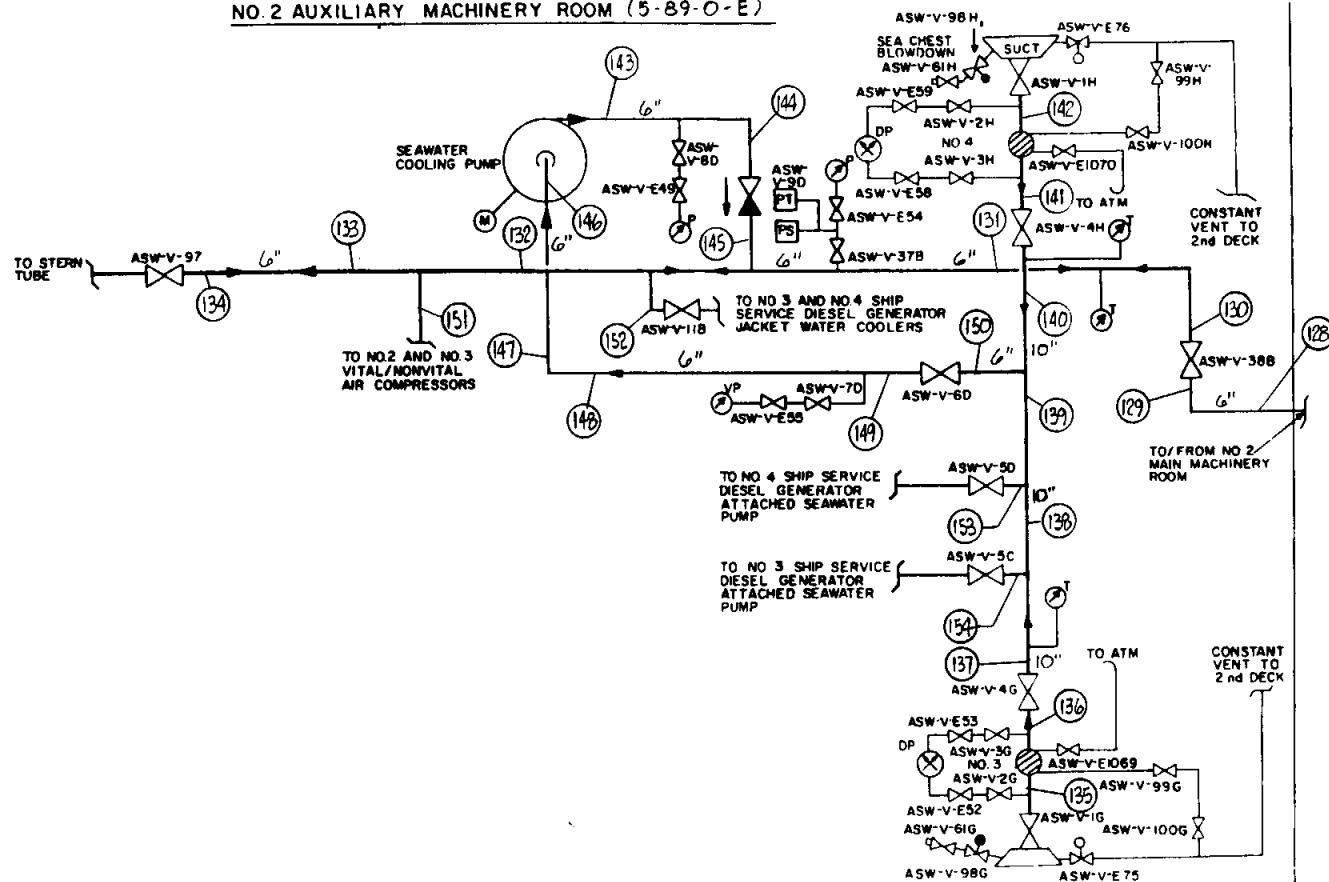 NO. 2 AUXILIARY MACHINERY ROOM (5-89-0-E)
ASW-V-98H
SEA CHEST
BLOWDOWN
ASW-V-61H
SUCT
ASW-V-E76
ASW-V-
99H
ASW-V-1H
ASW-V-E59
ASW-V-2H
142
DP
NO 4
ASW-V-100H
ASW-V-3H
ASW-V-E1070
ASW-V-E58
141
TO ATM
CONSTANT
VENT TO
2nd DECK
143
6"
144
SEAWATER
COOLING PUMP
ASW-
V-8D
ASW-V-E49
P
M
146
6"
145
ASW-
V-9D
PT
PS
P
ASW-V-E54
ASW-V-37B
131
ASW-V-4H
T
TO STERN
TUBE
ASW-V-97
134
6"
133
132
6"
6"
T
130
128
151
152
ASW-V-11B
TO NO 3 AND NO.4 SHIP
SERVICE DIESEL GENERATOR
JACKET WATER COOLERS
140
10"
ASW-V-38B
129
6"
TO NO.2 AND NO.3
VITAL/NONVITAL
AIR COMPRESSORS
147
148
6"
150
6"
ASW-V-6D
149
VP
ASW-V-7D
ASW-V-E55
139
TO/FROM NO 2
MAIN MACHINERY
ROOM
TO NO 4 SHIP SERVICE
DIESEL GENERATOR
ATTACHED SEAWATER
PUMP
ASW-V-5D
153
10"
138
TO NO 3 SHIP SERVICE
DIESEL GENERATOR
ATTACHED SEAWATER
PUMP
ASW-V-5C
154
T
137
10"
TO ATM
CONSTANT
VENT TO
2nd DECK
ASW-V-4G
136
ASW-V-E53
DP
ASW-V-3G
NO. 3
ASW-V-E1069
ASW-V-2G
ASW-V-99G
135
ASW-V-E52
ASW-V-1G
ASW-V-100G
ASW-V-61G
ASW-V-98G
ASW-V-E75